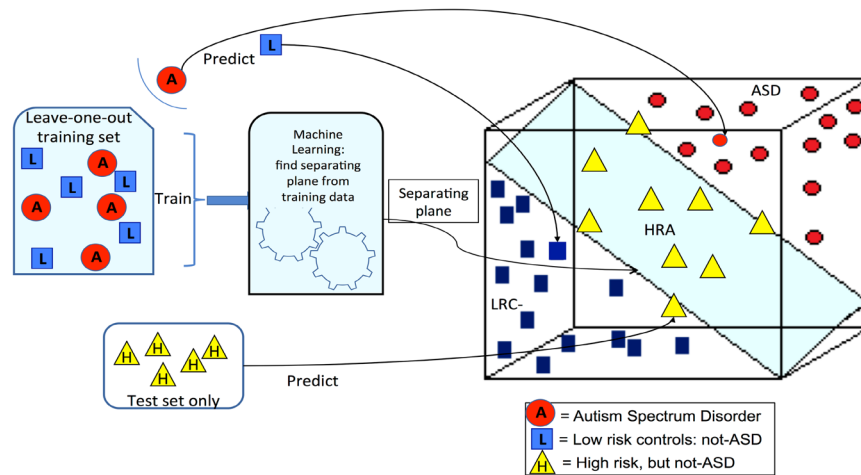 A
Predict
L
ASD
Leave-one-out
training set
L
A
L
L
A
A
L
L
A
Train
Machine
Learning:
find separating
plane from
training data
Separating
plane
HRA
LRC-
H
H
H
H
H
Test set only
Predict
A = Autism Spectrum Disorder
L = Low risk controls: not-ASD
H = High risk, but not-ASD